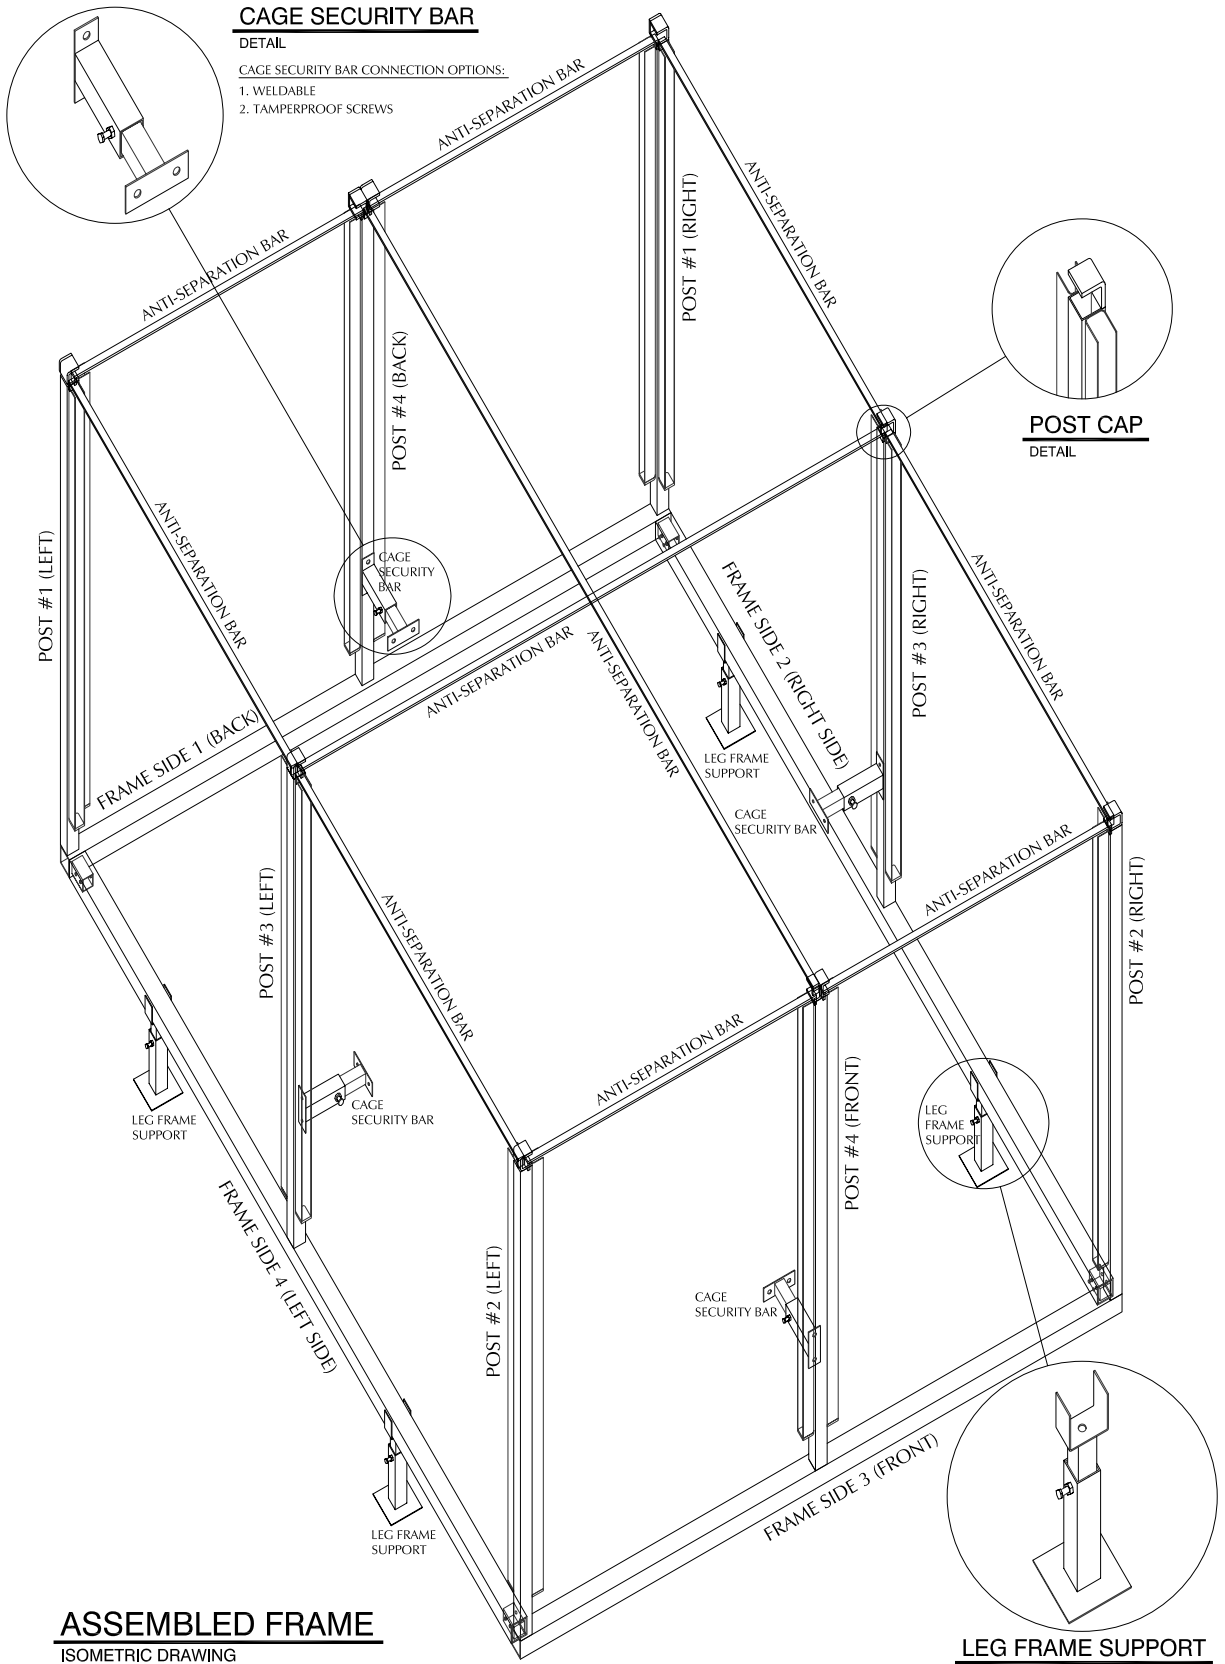 CAGE SECURITY BAR
DETAIL
CAGE SECURITY BAR CONNECTION OPTIONS:
1. WELDABLE
2. TAMPERPROOF SCREWS
ANTI-SEPARATION BAR
ANTI-SEPARATION BAR
ANTI-SEPARATION BAR
POST #1 (RIGHT)
POST #4 (BACK)
POST CAP
DETAIL
POST #1 (LEFT)
ANTI-SEPARATION BAR
CAGE
SECURITY
BAR
FRAME SIDE 1 (BACK)
ANTI-SEPARATION BAR
ANTI-SEPARATION BAR
FRAME SIDE 2 (RIGHT SIDE)
POST #3 (RIGHT)
ANTI-SEPARATION BAR
LEG FRAME
SUPPORT
CAGE
SECURITY BAR
POST #3 (LEFT)
ANTI-SEPARATION BAR
ANTI-SEPARATION BAR
POST #2 (RIGHT)
LEG FRAME
SUPPORT
CAGE
SECURITY BAR
ANTI-SEPARATION BAR
POST #4 (FRONT)
LEG
FRAME
SUPPORT
FRAME SIDE 4 (LEFT SIDE)
POST #2 (LEFT)
CAGE
SECURITY BAR
LEG FRAME
SUPPORT
FRAME SIDE 3 (FRONT)
ASSEMBLED FRAME
ISOMETRIC DRAWING
LEG FRAME SUPPORT